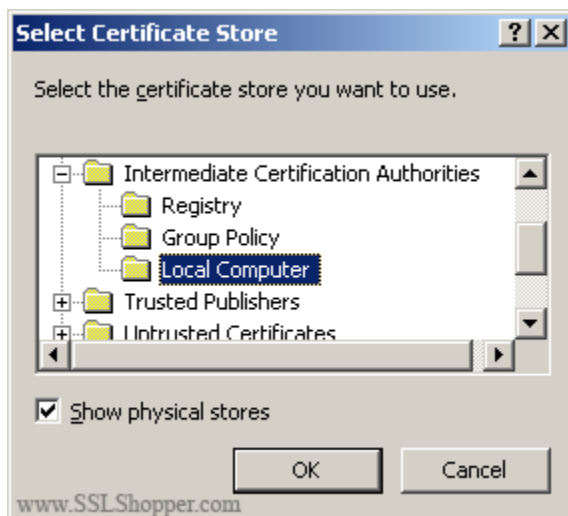 Select Certificate Store
Select the certificate store you want to use.
Intermediate Certification Authorities
Registry
Group Policy
Local Computer
Trusted Publishers
Untrusted Certificates
Show physical stores
OK Cancel
www.SSLShopper.com